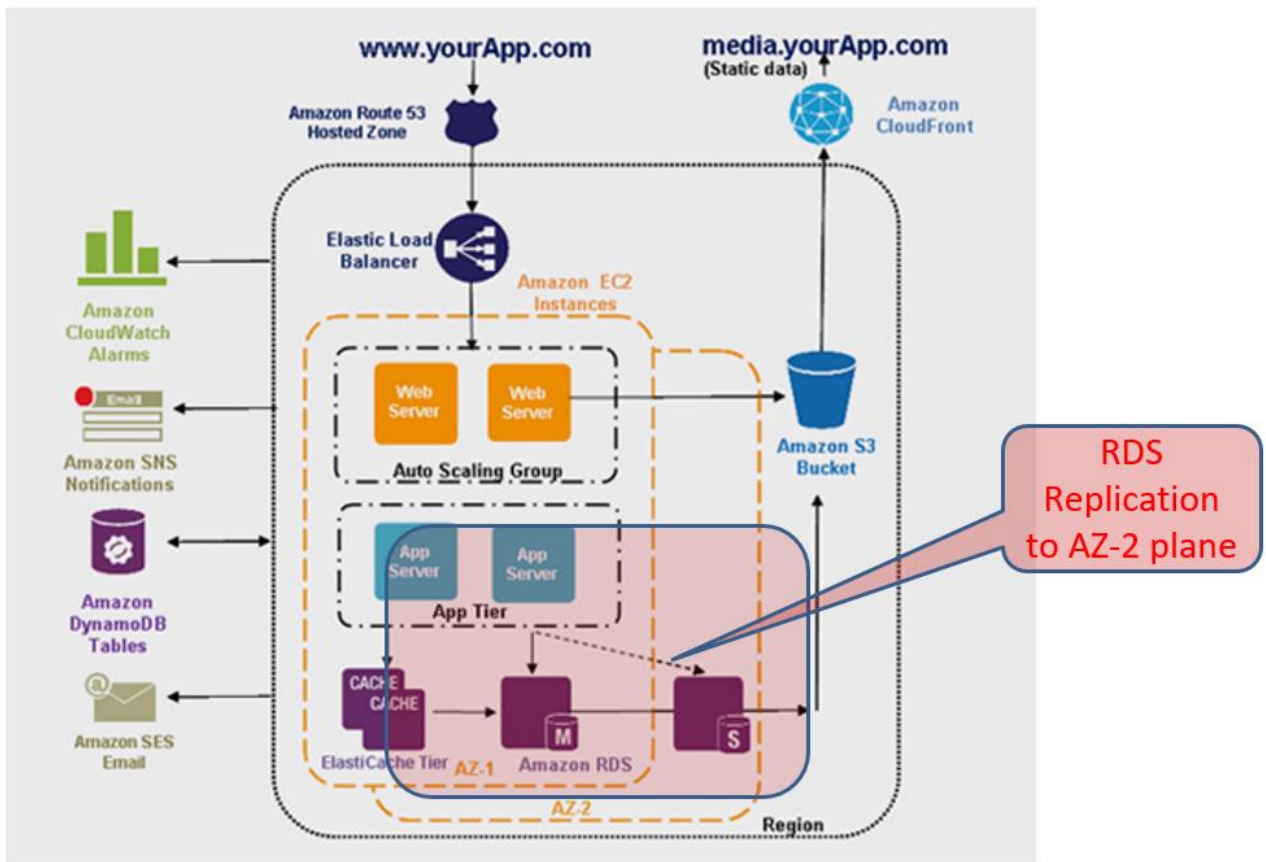 www.yourApp.com
media.yourApp.com
(Static data)
Amazon Route 53
Hosted Zone
Amazon
CloudFront
Elastic Load
Balancer
Amazon EC2
Instances
Amazon
CloudWatch
Alarms
Web
Server
Web
Server
Auto Scaling Group
Email
Amazon SNS
Notifications
Amazon S3
Bucket
RDS
Replication
to AZ-2 plane
App
Server
App
Server
App Tier
Amazon
DynamoDB
Tables
CACHE
CACHE
M
S
@
Amazon SES
Email
ElastiCache Tier
AZ-1
Amazon RDS
AZ-2
Region